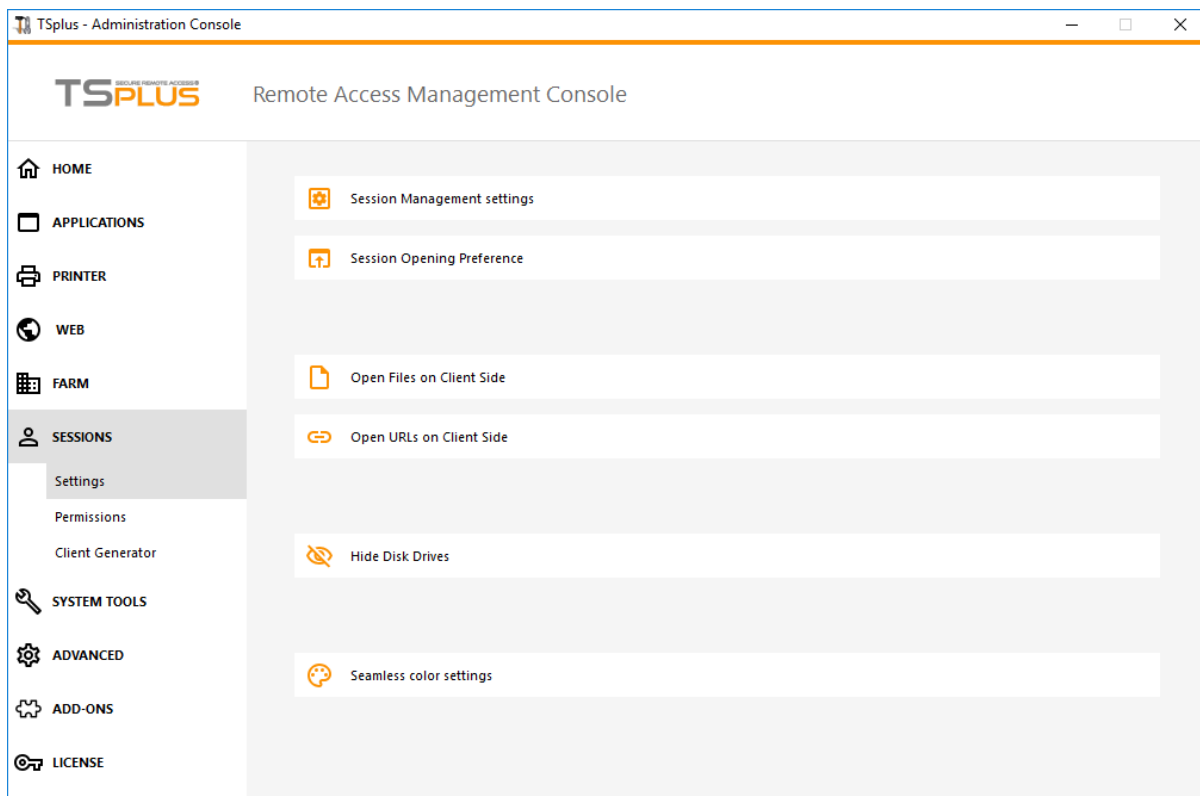 TSplus - Administration Console
TSPLUS
SECURE REMOTE ACCESS®
Remote Access Management Console
HOME
APPLICATIONS
PRINTER
WEB
FARM
SESSIONS
Settings
Permissions
Client Generator
SYSTEM TOOLS
ADVANCED
ADD-ONS
LICENSE
Session Management settings
Session Opening Preference
Open Files on Client Side
Open URLs on Client Side
Hide Disk Drives
Seamless color settings